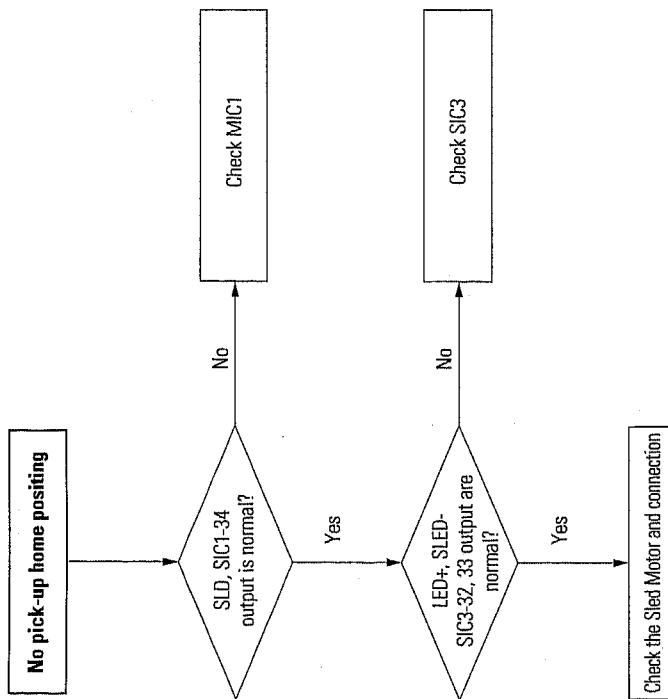 No pick-up home positing
SLD, SIC1-34
output is normal?
No
Check MIC1
Yes
LED+, SLED-
SIC3-32, 33 output are
normal?
No
Check SIC3
Yes
Check the Sled Motor and connection